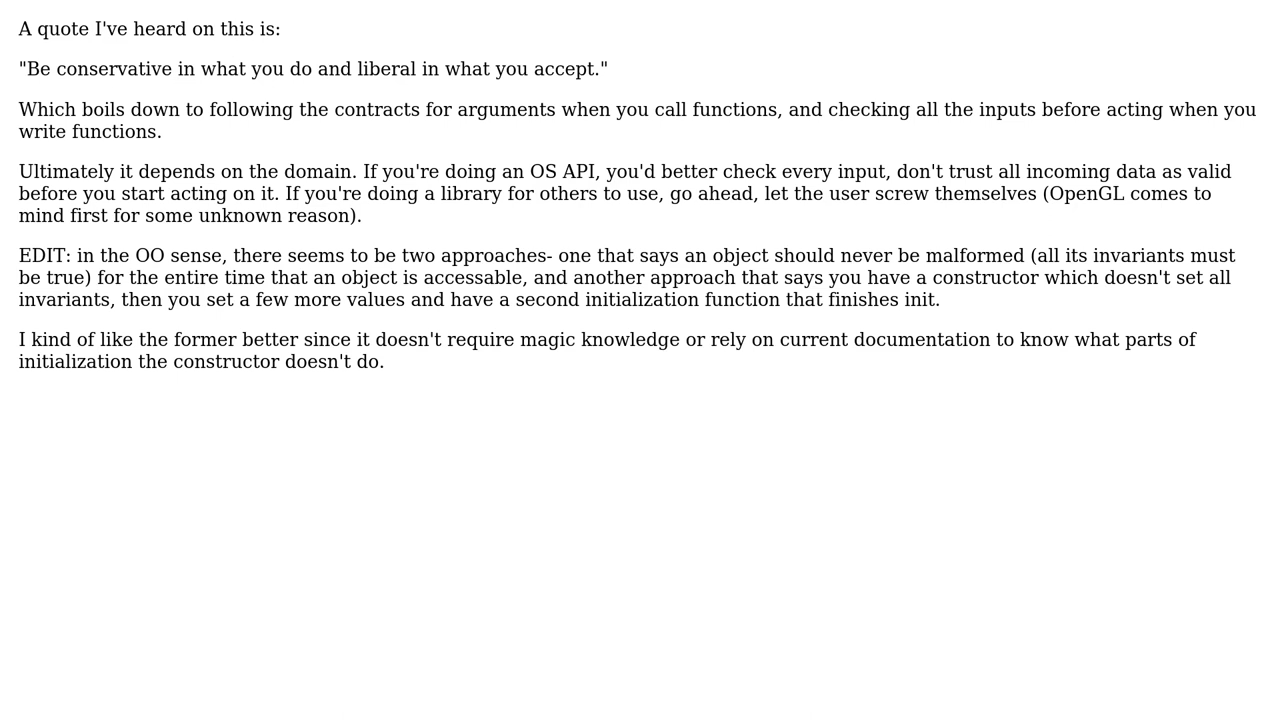 A quote I've heard on this is:
"Be conservative in what you do and liberal in what you accept."
Which boils down to following the contracts for arguments when you call functions, and checking all the inputs before acting when you
write functions.
Ultimately it depends on the domain. If you're doing an OS API, you'd better check every input, don't trust all incoming data as valid
before you start acting on it. If you're doing a library for others to use, go ahead, let the user screw themselves (OpenGL comes to
mind first for some unknown reason).
EDIT: in the OO sense, there seems to be two approaches- one that says an object should never be malformed (all its invariants must
be true) for the entire time that an object is accessable, and another approach that says you have a constructor which doesn't set all
invariants, then you set a few more values and have a second initialization function that finishes init.
I kind of like the former better since it doesn't require magic knowledge or rely on current documentation to know what parts of
initialization the constructor doesn't do.